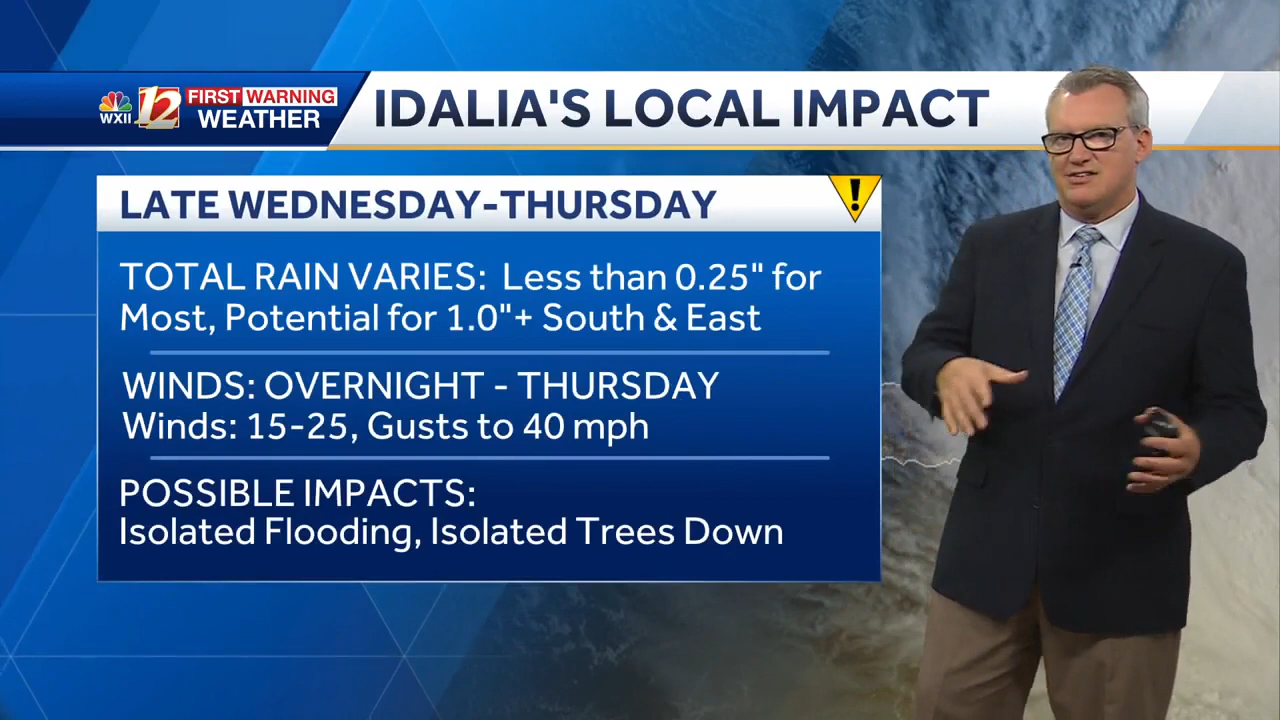 WXII 12 FIRST WARNING
WEATHER
IDALIA'S LOCAL IMPACT
LATE WEDNESDAY-THURSDAY
!
TOTAL RAIN VARIES: Less than 0.25" for
Most, Potential for 1.0"+ South & East
WINDS: OVERNIGHT - THURSDAY
Winds: 15-25, Gusts to 40 mph
POSSIBLE IMPACTS:
Isolated Flooding, Isolated Trees Down